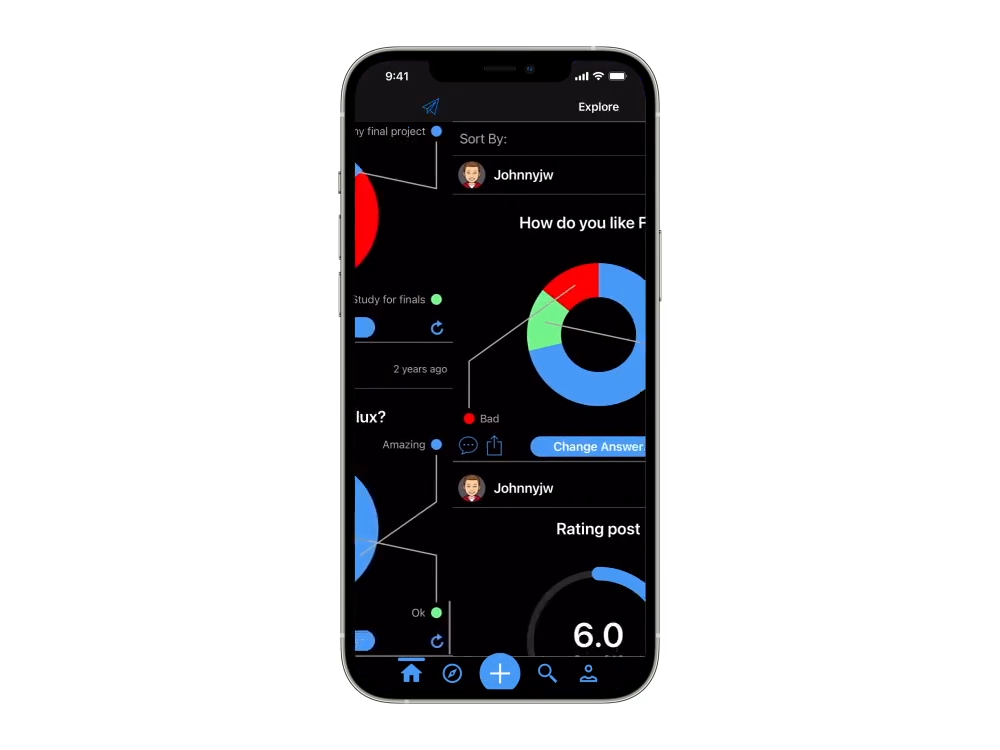 9:41
Explore
ny final project
Study for finals
2 years ago
lux?
Amazing
Ok
Sort By:
Johnnyjw
How do you like F
Bad
Change Answer
Johnnyjw
Rating post
6.0